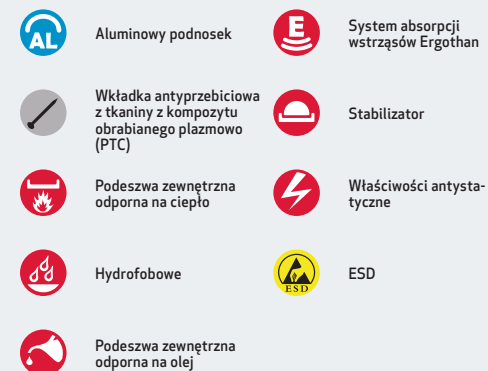 AL
Aluminowy podnosek
Wkładka antyprzebiciowa
z tkaniny z kompozytu
obrabianego plazmowo
(PTC)
Podeszwa zewnętrzna
odporna na ciepło
Hydrofobowe
Podeszwa zewnętrzna
odporna na olej
E
System absorpcji
wstrząsów Ergothan
Stabilizator
Właściwości antysta-
tyczne
ESD
ESD